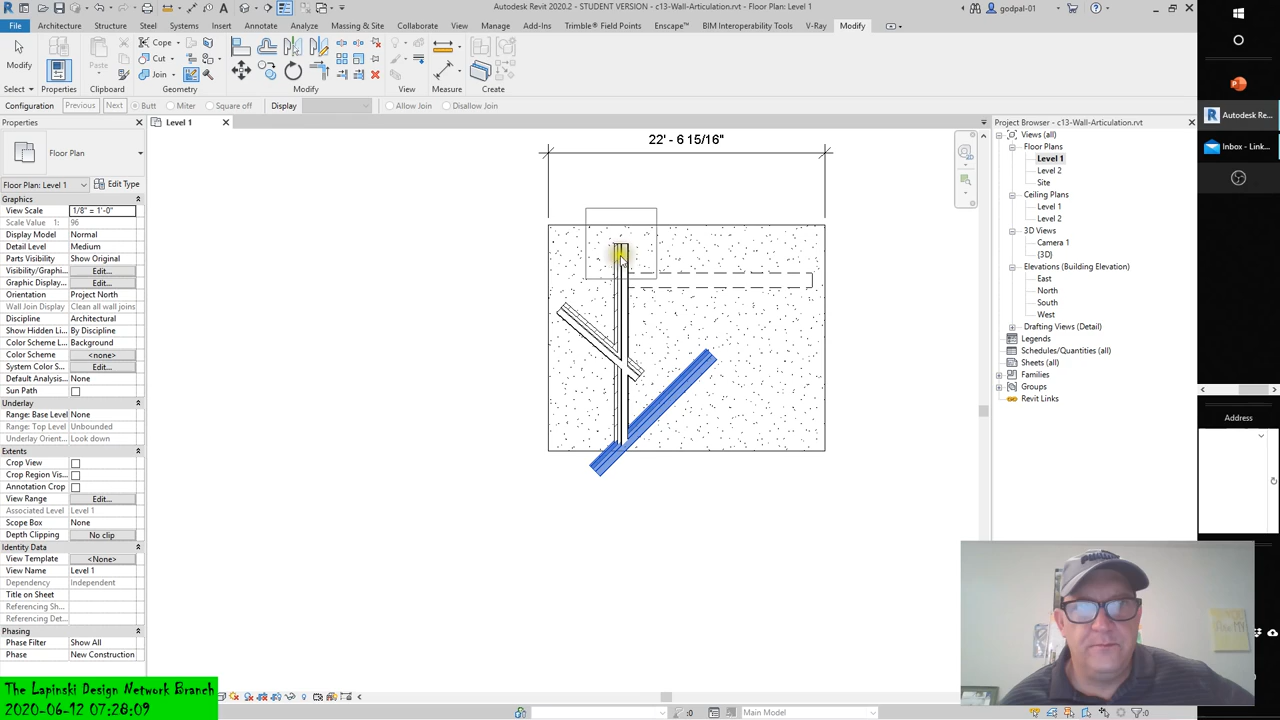 Autodesk Revit 2020.2 - STUDENT VERSION - c13-Wall-Articulation.rvt - Floor Plan: Level 1
godpal-01
File Architecture Structure Steel Systems Insert Annotate Analyze Massing & Site Collaborate View Manage Add-Ins Trimble® Field Points Enscape™ BIM Interoperability Tools V-Ray Modify
Modify Paste Cope Cut Join
Select Properties Clipboard Geometry Modify View Measure Create
Configuration Previous Next Butt Miter Square off Display Allow Join Disallow Join
Properties
Floor Plan
Floor Plan: Level 1 Edit Type
Graphics
View Scale 1/8" = 1'-0"
Scale Value 1: 96
Display Model Normal
Detail Level Medium
Parts Visibility Show Original
Visibility/Graphi... Edit...
Graphic Display... Edit...
Orientation Project North
Wall Join Display Clean all wall joins
Discipline Architectural
Show Hidden Li... By Discipline
Color Scheme L... Background
Color Scheme <none>
System Color S... Edit...
Default Analysis... None
Sun Path
Underlay
Range: Base Level None
Range: Top Level Unbounded
Underlay Orient... Look down
Extents
Crop View
Crop Region Vis...
Annotation Crop
View Range Edit...
Associated Level Level 1
Scope Box None
Depth Clipping No clip
Identity Data
View Template <None>
View Name Level 1
Dependency Independent
Title on Sheet
Referencing Sh...
Referencing De...
Phasing
Phase Filter Show All
Phase New Construction
Level 1
22' - 6 15/16"
Project Browser - c13-Wall-Articulation.rvt
Views (all)
Floor Plans
Level 1
Level 2
Site
Ceiling Plans
Level 1
Level 2
3D Views
Camera 1
{3D}
Elevations (Building Elevation)
East
North
South
West
Drafting Views (Detail)
Legends
Schedules/Quantities (all)
Sheets (all)
Families
Groups
Revit Links
Autodesk Re...
Inbox - Link...
Address
:0
Main Model
:0
The Lapinski Design Network Branch
2020-06-12 07:28:09